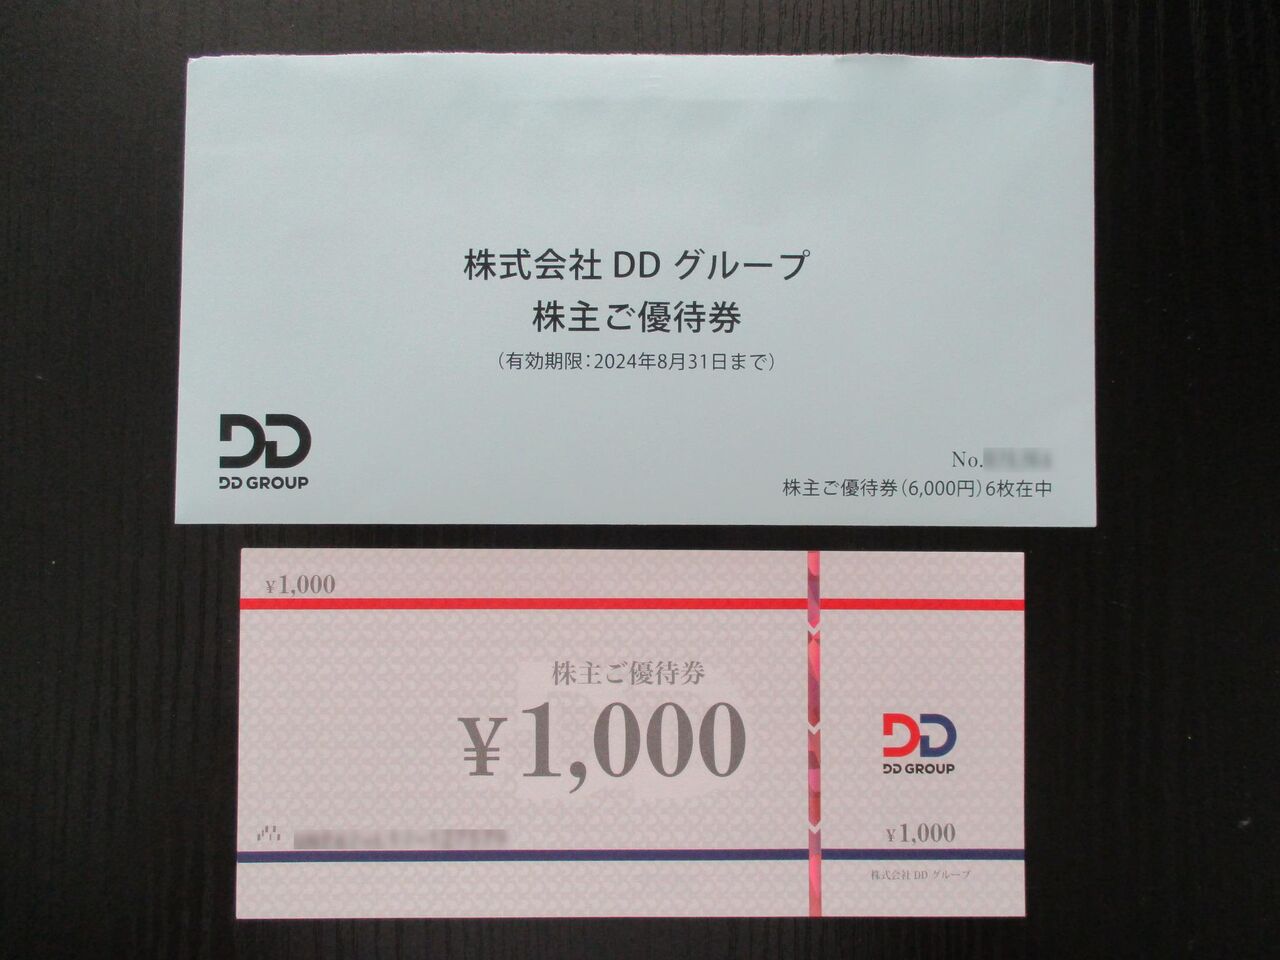 株式会社 DD グループ
株主ご優待券
（有効期限：2024年8月31日まで）
DD
DD GROUP
No.
株主ご優待券（6,000円）6枚在中
¥1,000
株主ご優待券
¥1,000
DD
DD GROUP
¥1,000
株式会社 DD グループ